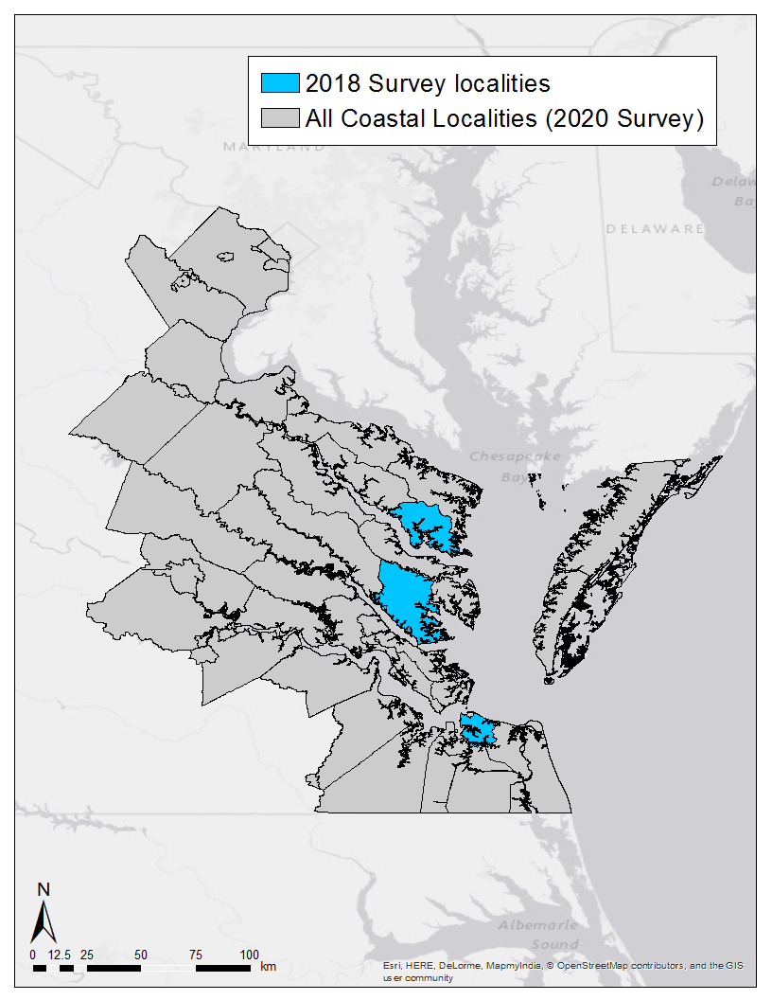 2018 Survey localities
All Coastal Localities (2020 Survey)
MARYLAND
Delaw
Ba
DELAWARE
Chesapeake
Bay
N
0 12.5 25 50 75 100
km
Albemarle
Sound
Esri, HERE, DeLorme, MapmyIndia, © OpenStreetMap contributors, and the GIS
user community